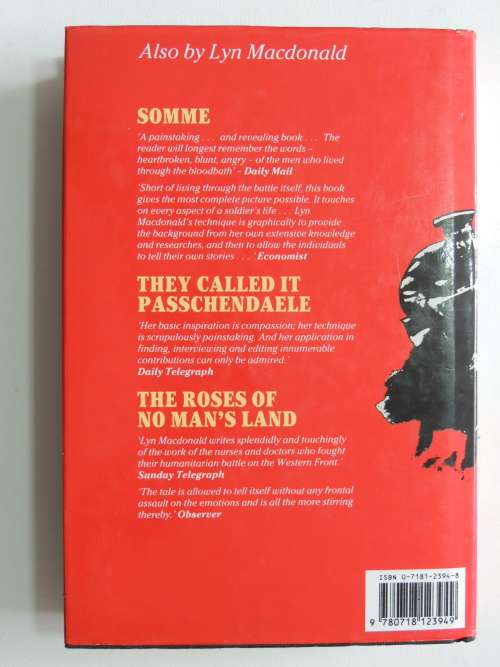 Also by Lyn Macdonald
SOMME
'A painstaking . . . and revealing book . . . The
reader will longest remember the words –
heartbroken, blunt, angry – of the men who lived
through the bloodbath' – Daily Mail
'Short of living through the battle itself, this book
gives the most complete picture possible. It touches
on every aspect of a soldier's life . . . Lyn
Macdonald's technique is graphically to provide
the background from her own extensive knowledge
and researches, and then to allow the individuals
to tell their own stories . . .' Economist
THEY CALLED IT
PASSCHENDAELE
'Her basic inspiration is compassion; her technique
is scrupulously painstaking. And her application in
finding, interviewing and editing innumerable
contributions can only be admired.'
Daily Telegraph
THE ROSES OF
NO MAN'S LAND
'Lyn Macdonald writes splendidly and touchingly
of the work of the nurses and doctors who fought
their humanitarian battle on the Western Front.'
Sunday Telegraph
'The tale is allowed to tell itself without any frontal
assault on the emotions and is all the more stirring
thereby.' Observer
ISBN 0-7181-2394-8
9 780718 123949